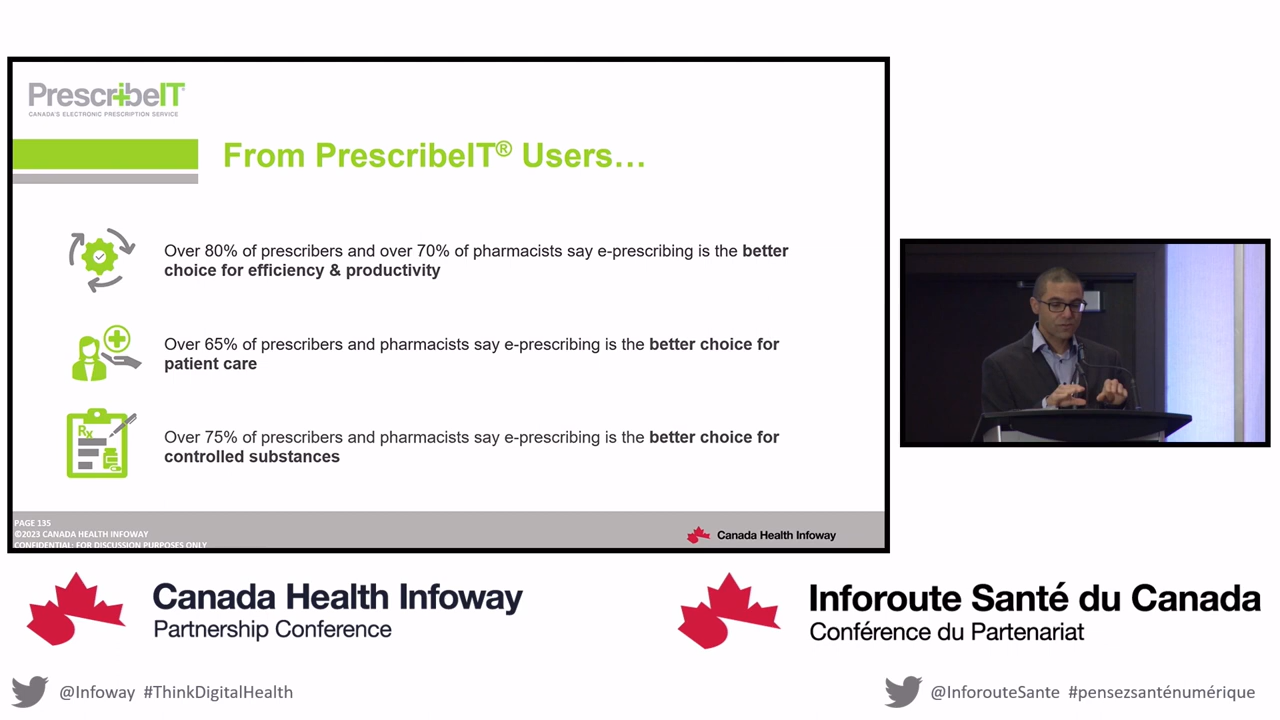 PrescribeIT®
CANADA'S ELECTRONIC PRESCRIPTION SERVICE
From PrescribeIT® Users…
Over 80% of prescribers and over 70% of pharmacists say e-prescribing is the better
choice for efficiency & productivity
Over 65% of prescribers and pharmacists say e-prescribing is the better choice for
patient care
Rx
Over 75% of prescribers and pharmacists say e-prescribing is the better choice for
controlled substances
PAGE 135
©2023 CANADA HEALTH INFOWAY
CONFIDENTIAL: FOR DISCUSSION PURPOSES ONLY
Canada Health Infoway
Canada Health Infoway
Partnership Conference
Inforoute Santé du Canada
Conférence du Partenariat
@Infoway #ThinkDigitalHealth
@InforouteSante #pensezsanténumérique